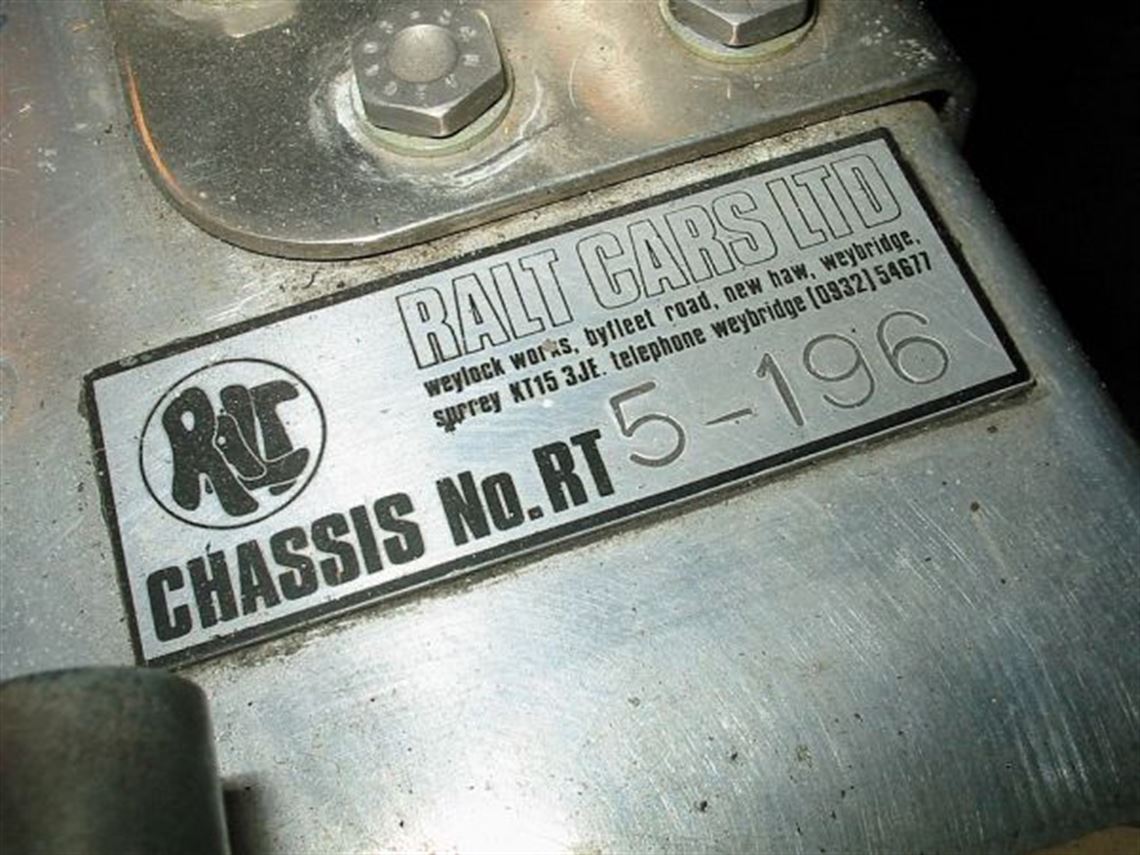 RALT CARS LTD
weylock works, byfleet road, new haw, weybridge,
surrey KT15 3JE. telephone weybridge (0932) 54677
RALT
CHASSIS No. RT 5-196